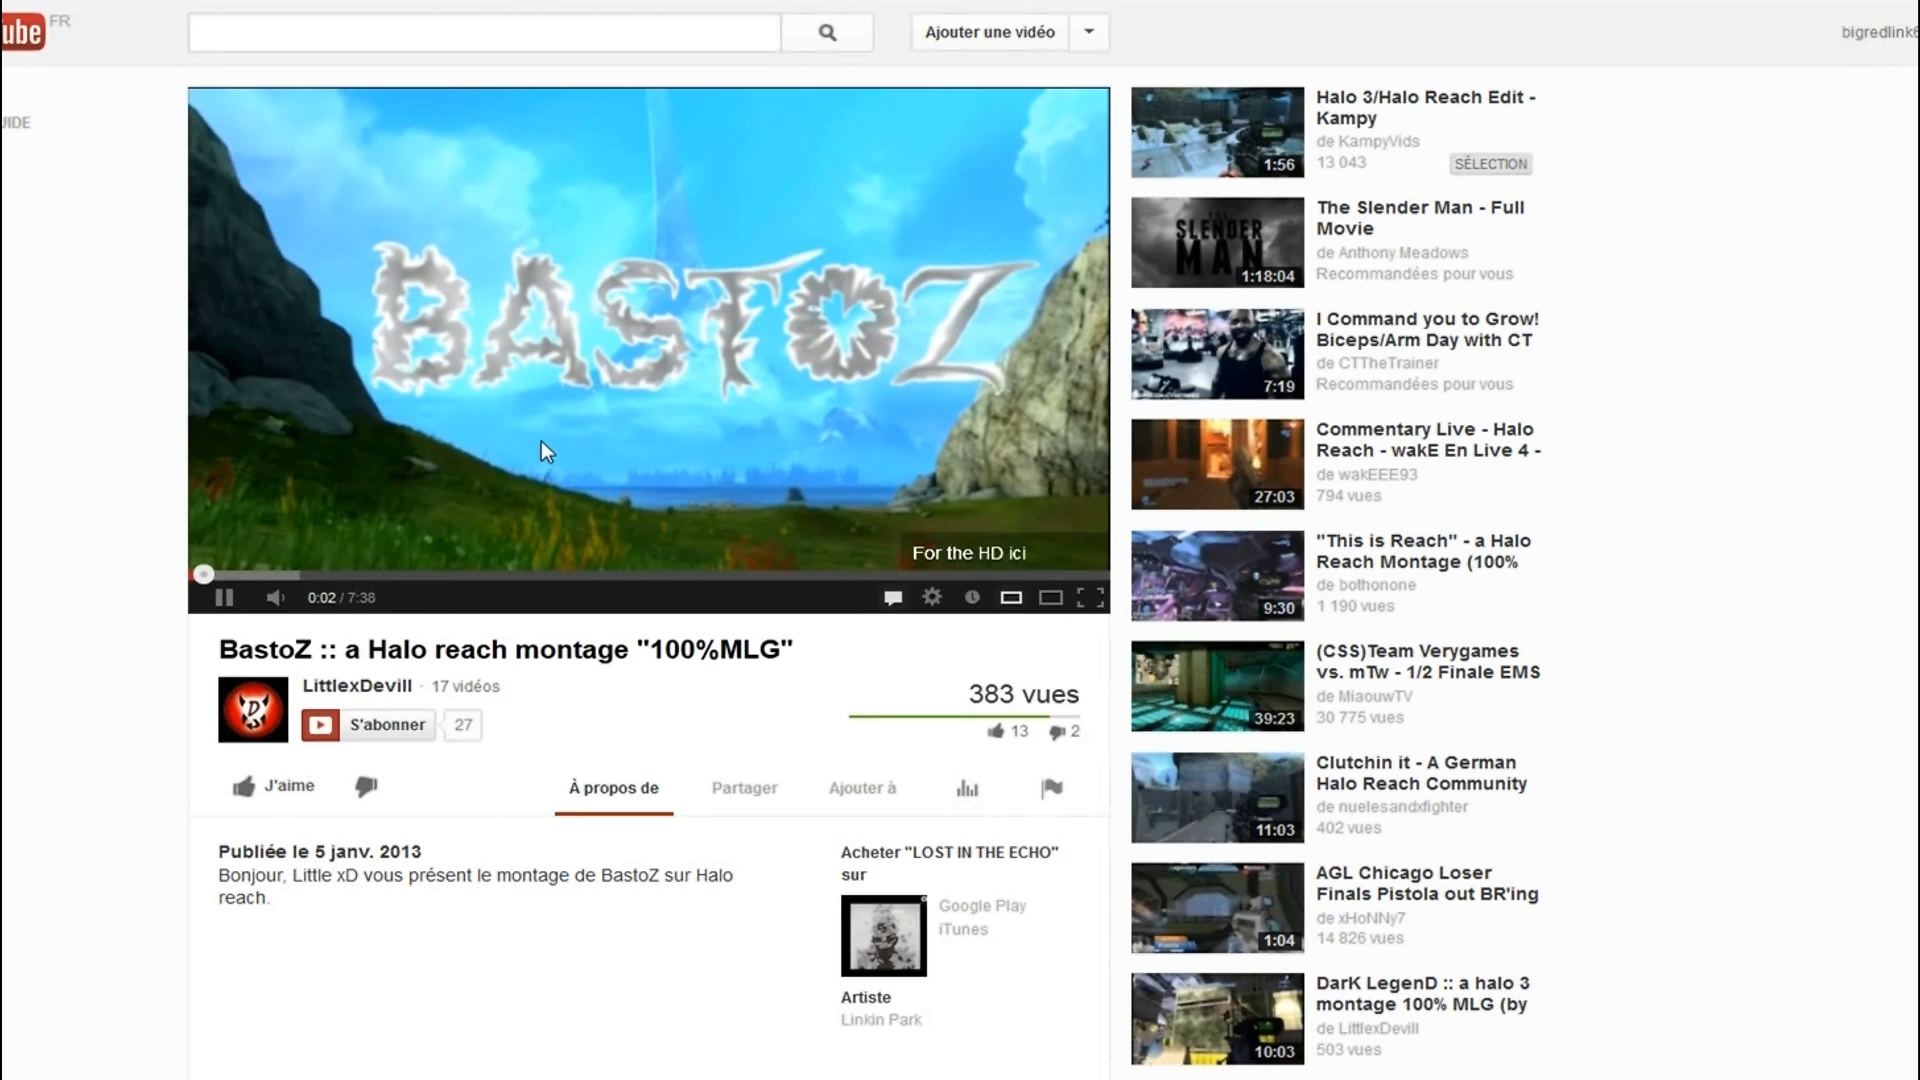 ube FR
Ajouter une vidéo
bigredlink6
UIDE
BASTOZ
For the HD ici
0:02 / 7:38
BastoZ :: a Halo reach montage "100%MLG"
LittlexDevill · 17 vidéos
S'abonner 27
383 vues
13 2
J'aime
À propos de
Partager
Ajouter à
Publiée le 5 janv. 2013
Bonjour, Little xD vous présent le montage de BastoZ sur Halo
reach.
Acheter "LOST IN THE ECHO"
sur
Google Play
iTunes
Artiste
Linkin Park
Halo 3/Halo Reach Edit -
Kampy
de KampyVids
13 043
SÉLECTION
1:56
The Slender Man - Full
Movie
de Anthony Meadows
Recommandées pour vous
THE
SLENDER
MAN
1:18:04
I Command you to Grow!
Biceps/Arm Day with CT
de CTTheTrainer
Recommandées pour vous
7:19
Commentary Live - Halo
Reach - wakE En Live 4 -
de wakEEE93
794 vues
27:03
"This is Reach" - a Halo
Reach Montage (100%
de bothonone
1 190 vues
9:30
(CSS)Team Verygames
vs. mTw - 1/2 Finale EMS
de MiaouwTV
30 775 vues
39:23
Clutchin it - A German
Halo Reach Community
de nuelesandxfighter
402 vues
11:03
AGL Chicago Loser
Finals Pistola out BR'ing
de xHoNNy7
14 826 vues
1:04
DarK LegenD :: a halo 3
montage 100% MLG (by
de LittlexDevill
503 vues
10:03